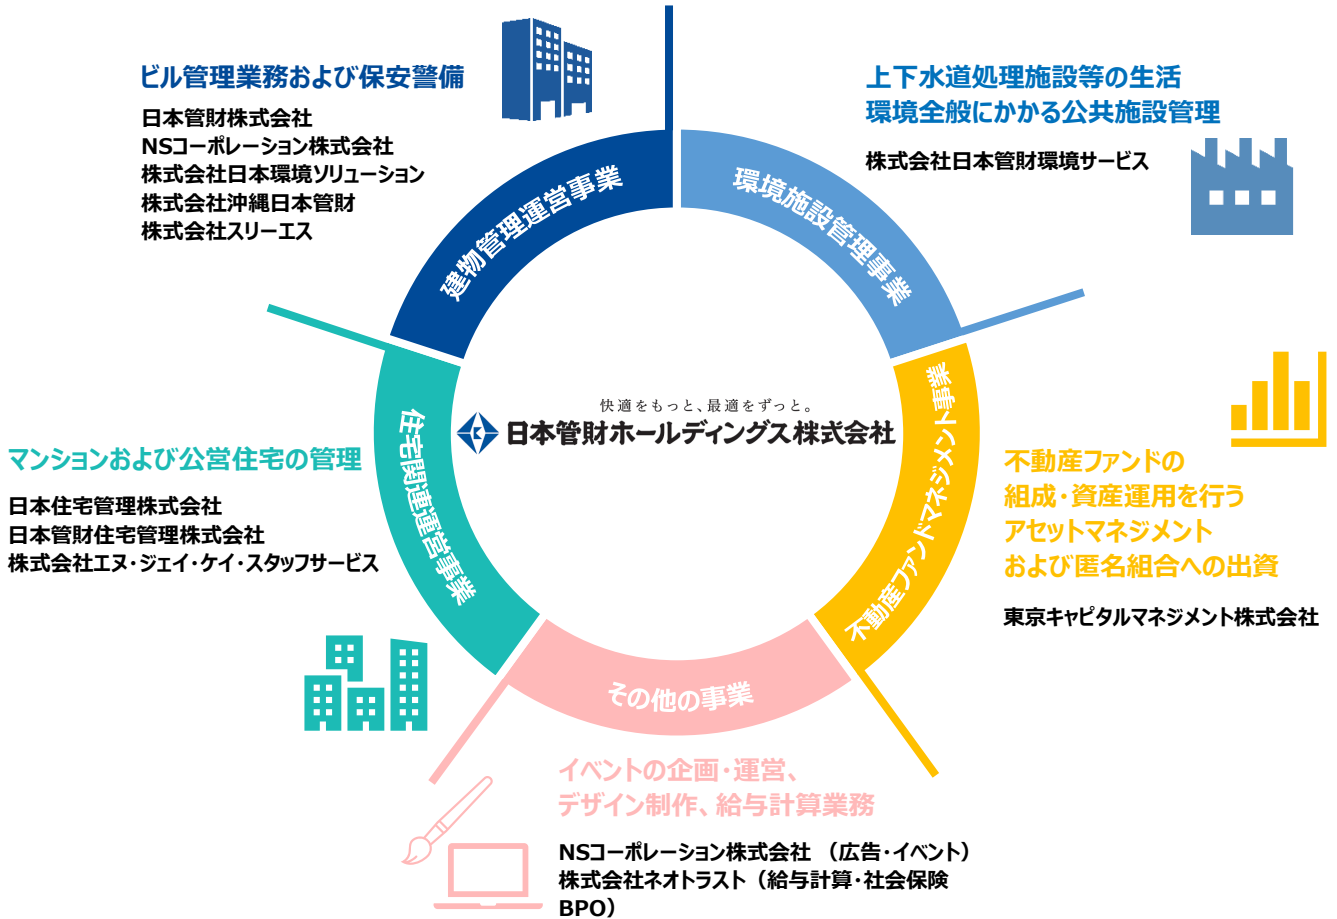 ビル管理業務および保安警備
日本管財株式会社
NSコーポレーション株式会社
株式会社日本環境ソリューション
株式会社沖縄日本管財
株式会社スリーエス
建物管理運営事業
上下水道処理施設等の生活
環境全般にかかる公共施設管理
株式会社日本管財環境サービス
環境施設管理事業
快適をもっと、最適をずっと。
日本管財ホールディングス株式会社
マンションおよび公営住宅の管理
日本住宅管理株式会社
日本管財住宅管理株式会社
株式会社エヌ・ジェイ・ケイ・スタッフサービス
住宅関連運営事業
不動産ファンドマネジメント事業
不動産ファンドの
組成・資産運用を行う
アセットマネジメント
および匿名組合への出資
東京キャピタルマネジメント株式会社
その他の事業
イベントの企画・運営、
デザイン制作、給与計算業務
NSコーポレーション株式会社 （広告・イベント）
株式会社ネオトラスト（給与計算・社会保険
BPO）